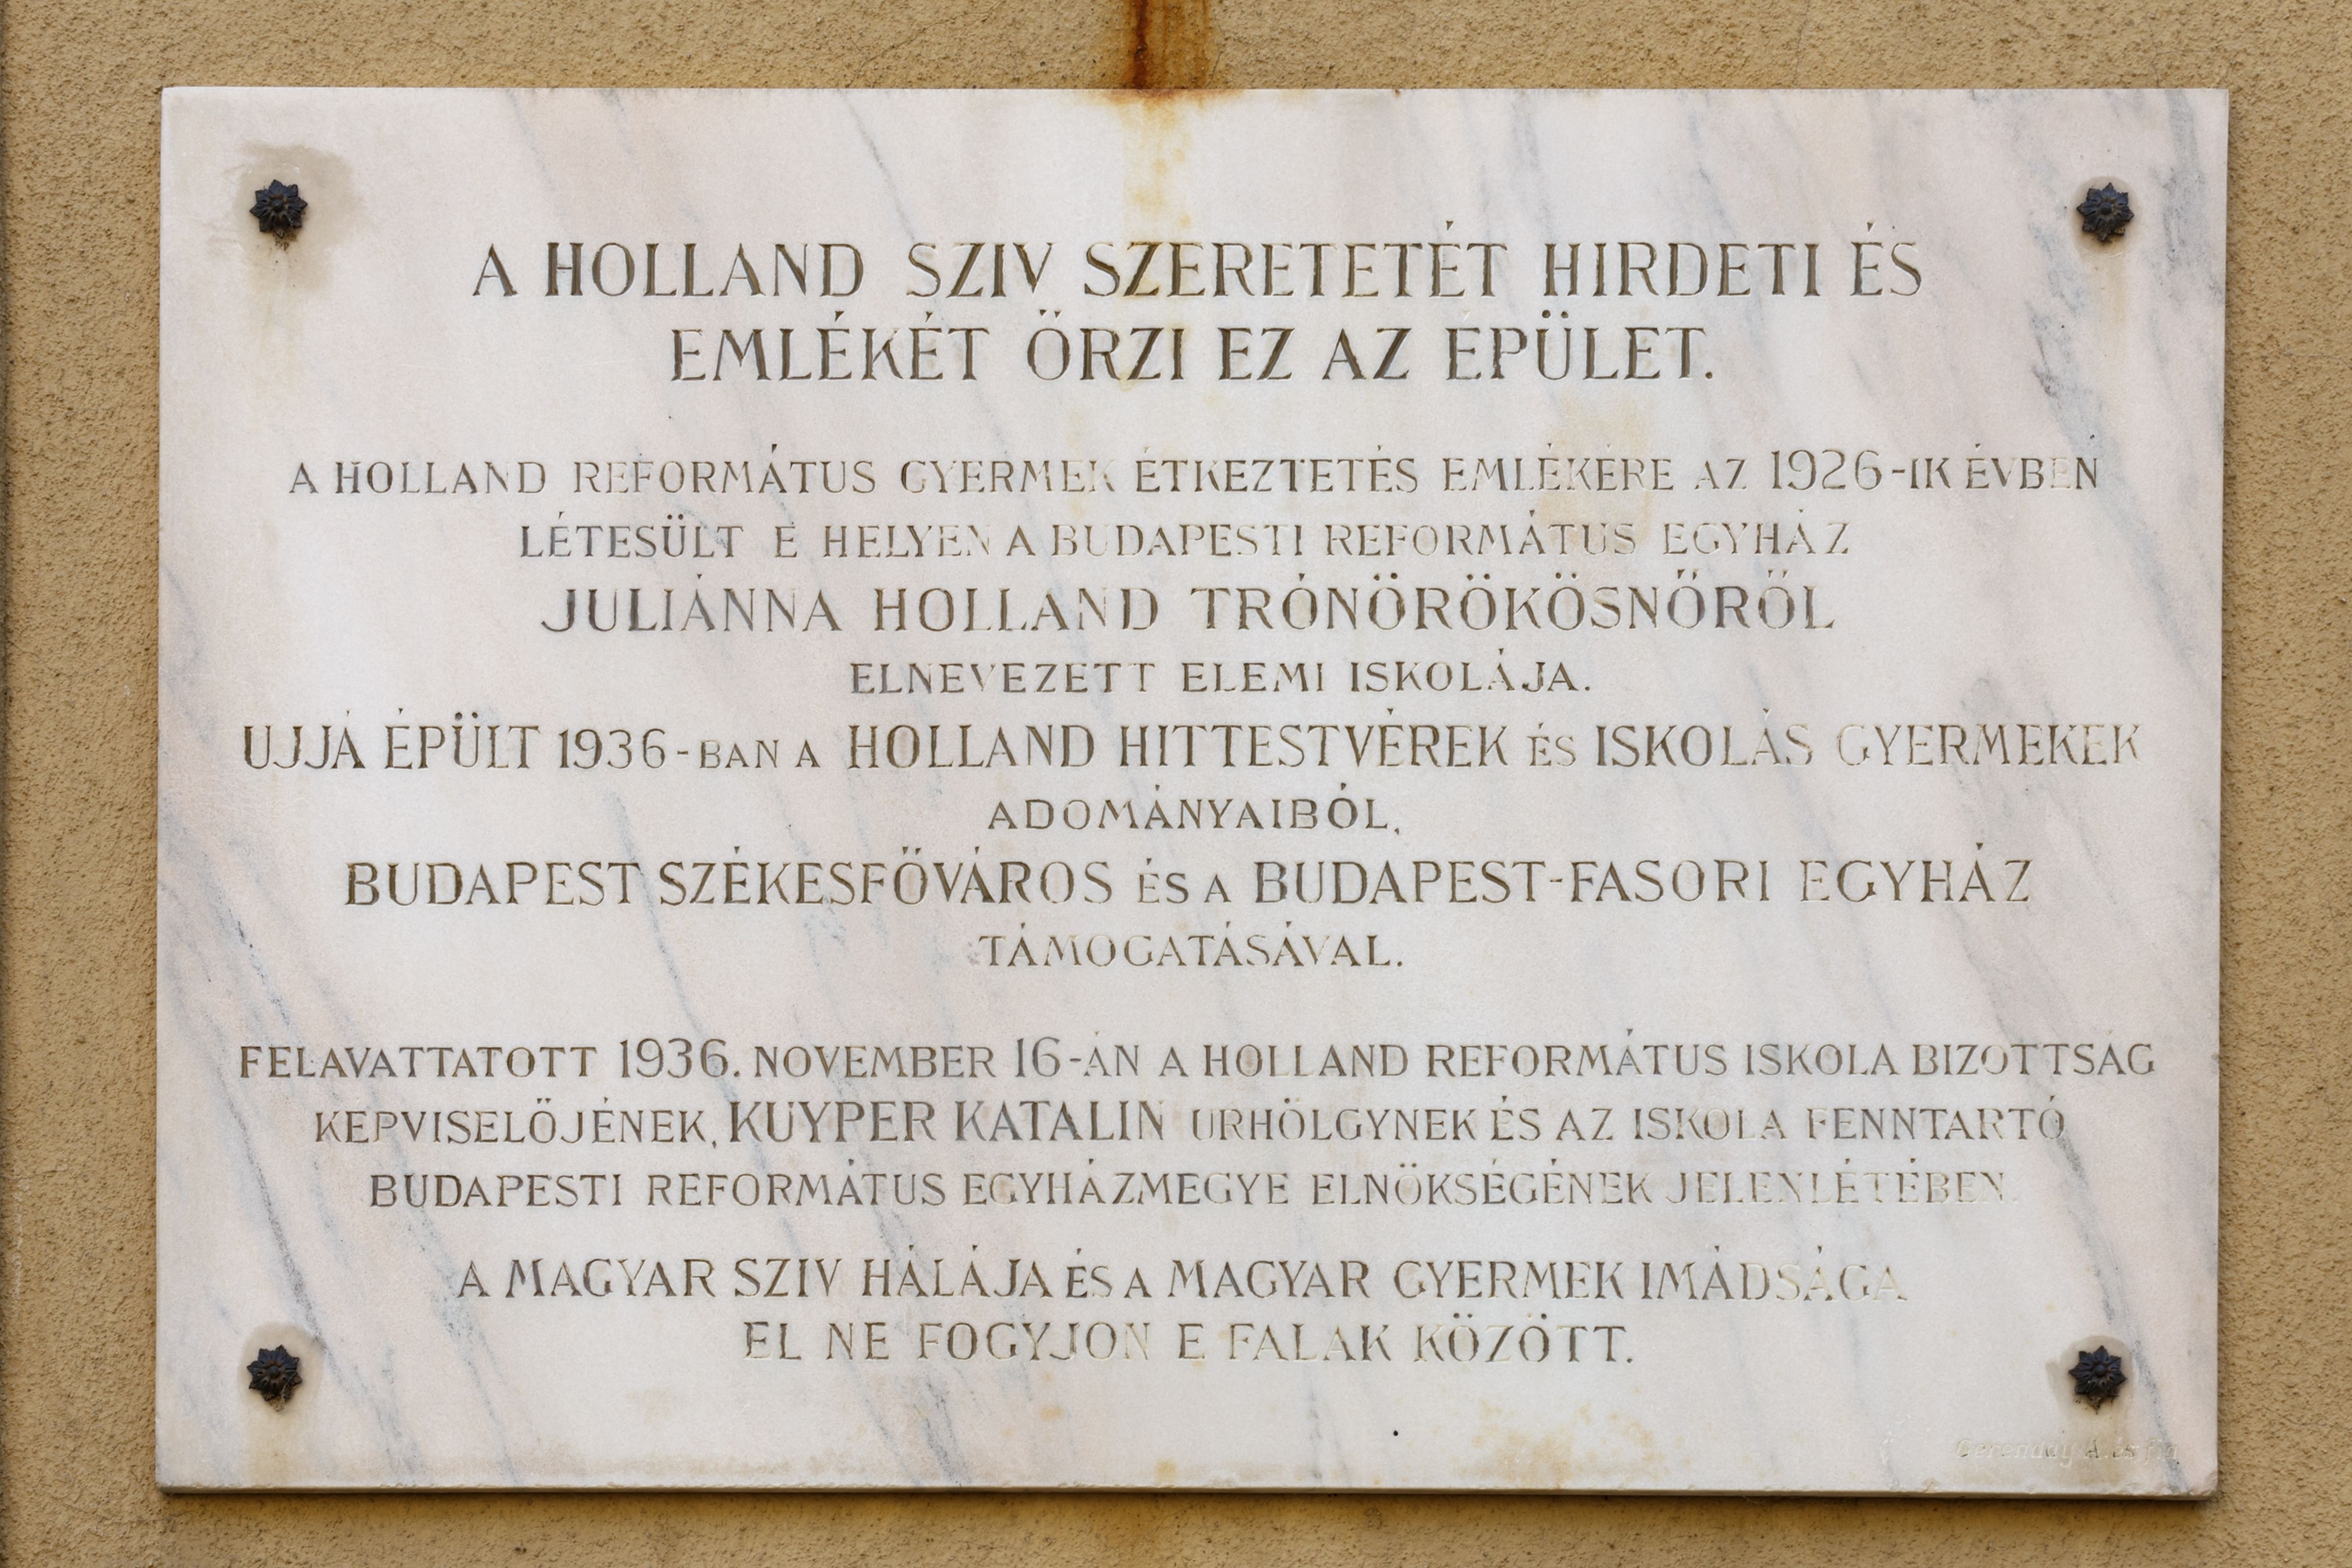 A HOLLAND SZIV SZERETETÉT HIRDETI ÉS
EMLÉKÉT ŐRZI EZ AZ ÉPÜLET.
A HOLLAND REFORMÁTUS GYERMEK ÉTKEZTETÉS EMLÉKÉRE AZ 1926-IK ÉVBEN
LÉTESÜLT E HELYEN A BUDAPESTI REFORMÁTUS EGYHÁZ
JULIÁNNA HOLLAND TRÓNÖRÖKÖSNŐRŐL
ELNEVEZETT ELEMI ISKOLÁJA.
UJJÁ ÉPÜLT 1936-BAN A HOLLAND HITTESTVÉREK ÉS ISKOLÁS GYERMEKEK
ADOMÁNYAIBÓL,
BUDAPEST SZÉKESFŐVÁROS ÉS A BUDAPEST-FASORI EGYHÁZ
TÁMOGATÁSÁVAL.
FELAVATTATOTT 1936. NOVEMBER 16-ÁN A HOLLAND REFORMÁTUS ISKOLA BIZOTTSÁG
KÉPVISELŐJÉNEK, KUYPER KATALIN URHÖLGYNEK ÉS AZ ISKOLA FENNTARTÓ
BUDAPESTI REFORMÁTUS EGYHÁZMEGYE ELNÖKSÉGÉNEK JELENLÉTÉBEN.
A MAGYAR SZIV HÁLÁJA ÉS A MAGYAR GYERMEK IMÁDSÁGA
EL NE FOGYJON E FALAK KÖZÖTT.